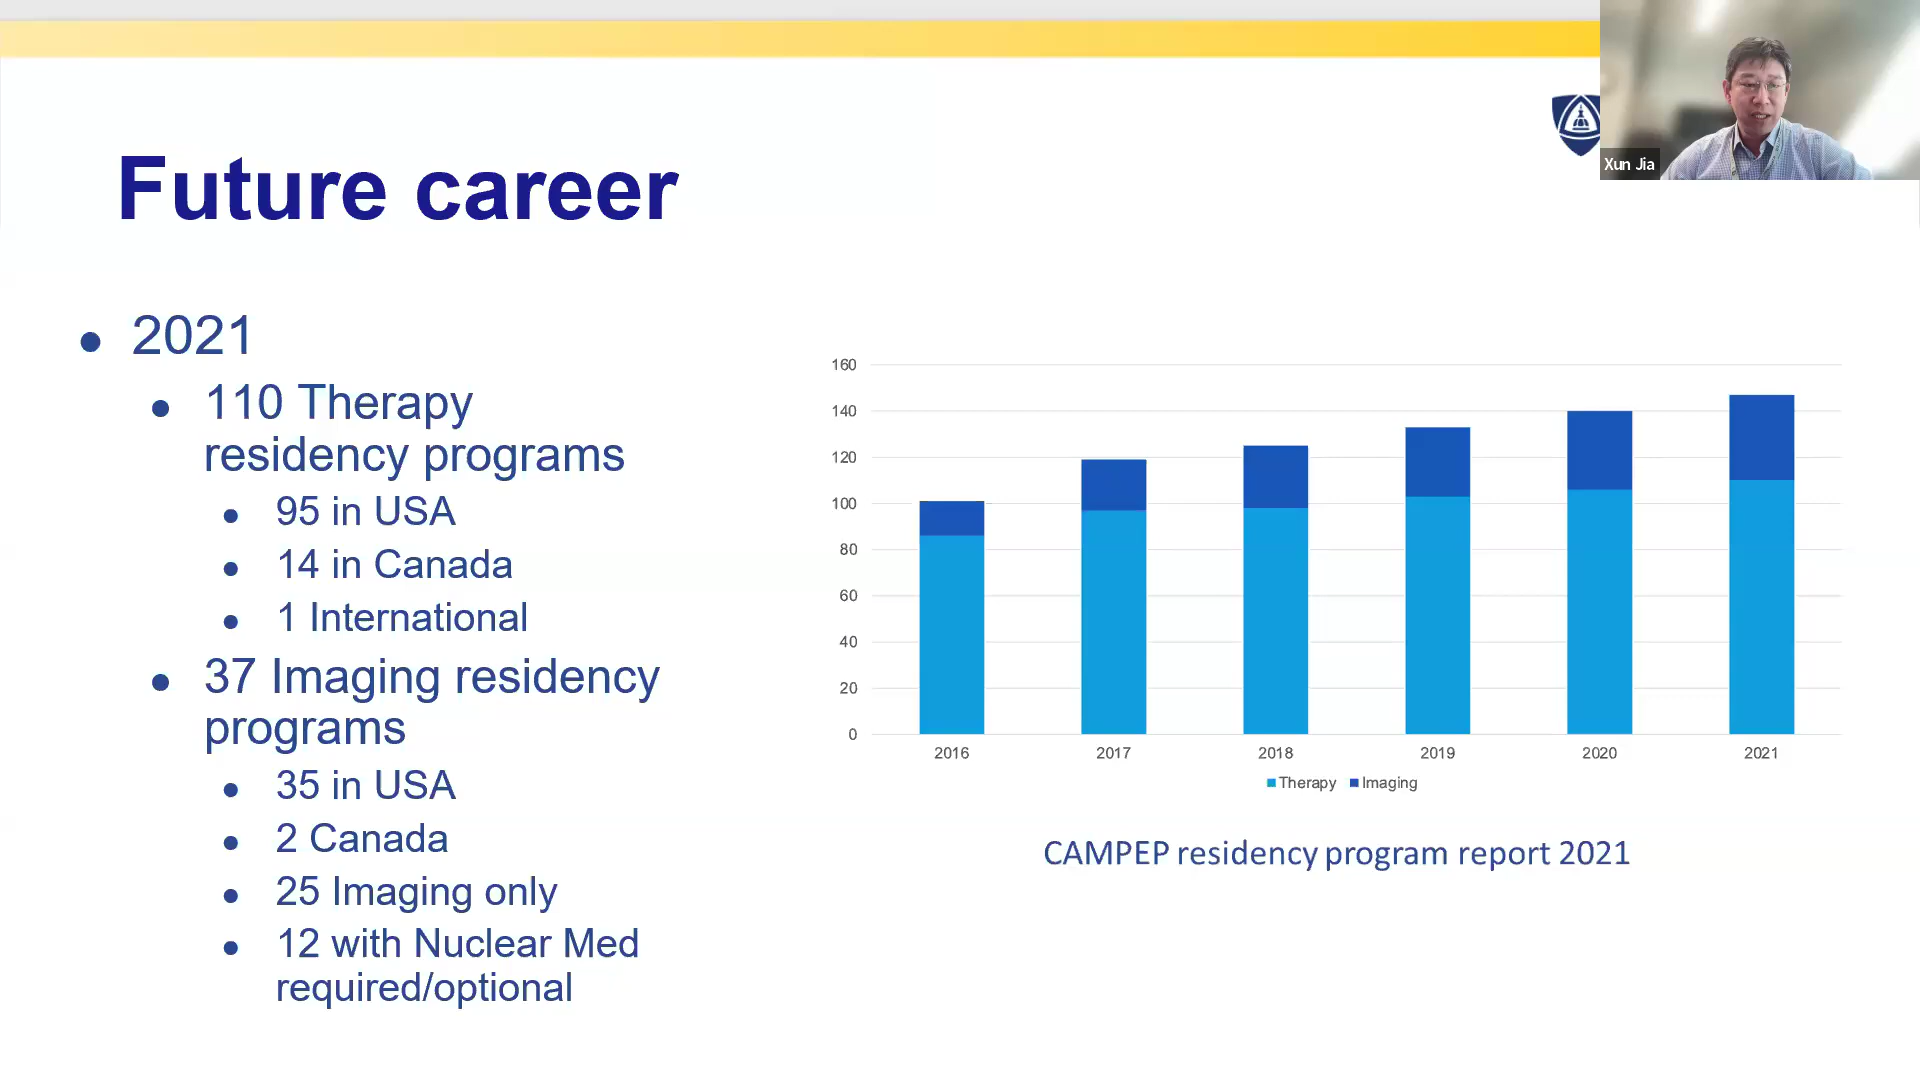 Xun Jia
Future career
2021
110 Therapy
residency programs
95 in USA
14 in Canada
1 International
37 Imaging residency
programs
35 in USA
2 Canada
25 Imaging only
12 with Nuclear Med
required/optional
160
140
120
100
80
60
40
20
0
2016 2017 2018 2019 2020 2021
Therapy Imaging
CAMPEP residency program report 2021